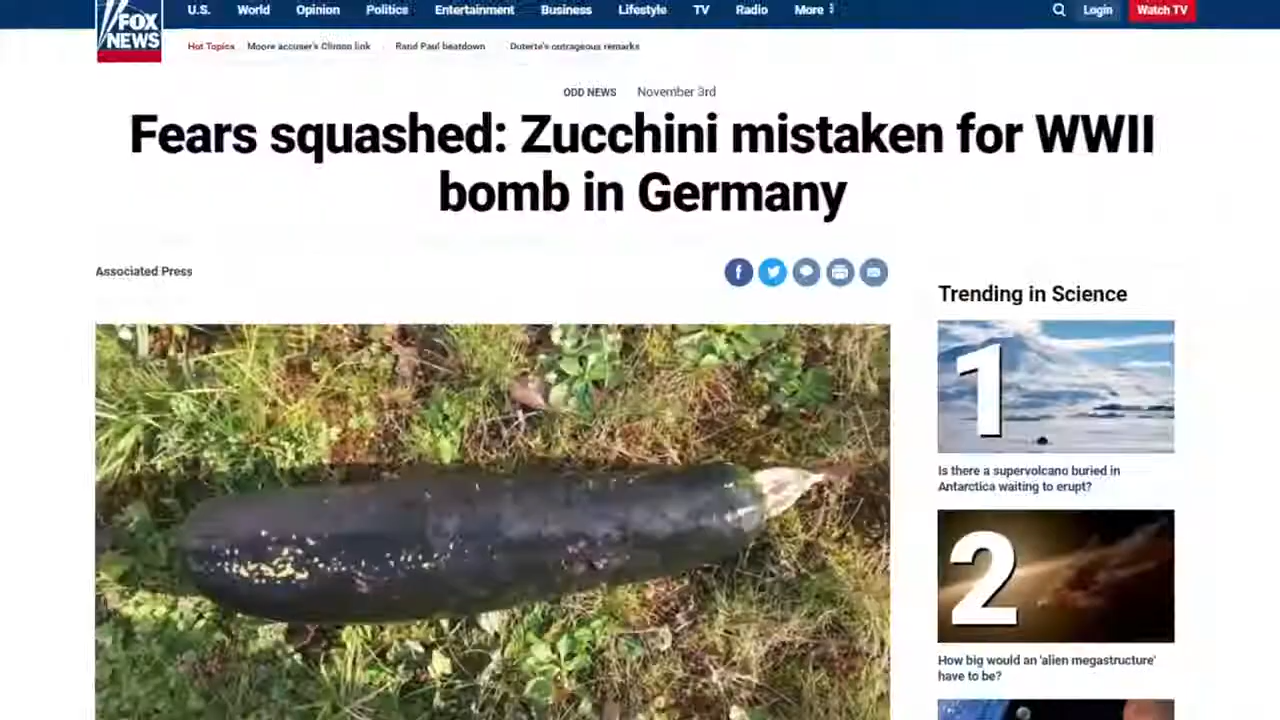 FOX
NEWS
U.S. World Opinion Politics Entertainment Business Lifestyle TV Radio More Login Watch TV
Hot Topics Moore accuser's Clinton link Rand Paul beatdown Duterte's outrageous remarks
ODD NEWS November 3rd
Fears squashed: Zucchini mistaken for WWII
bomb in Germany
Associated Press
f
Trending in Science
1
Is there a supervolcano buried in
Antarctica waiting to erupt?
2
How big would an 'alien megastructure'
have to be?